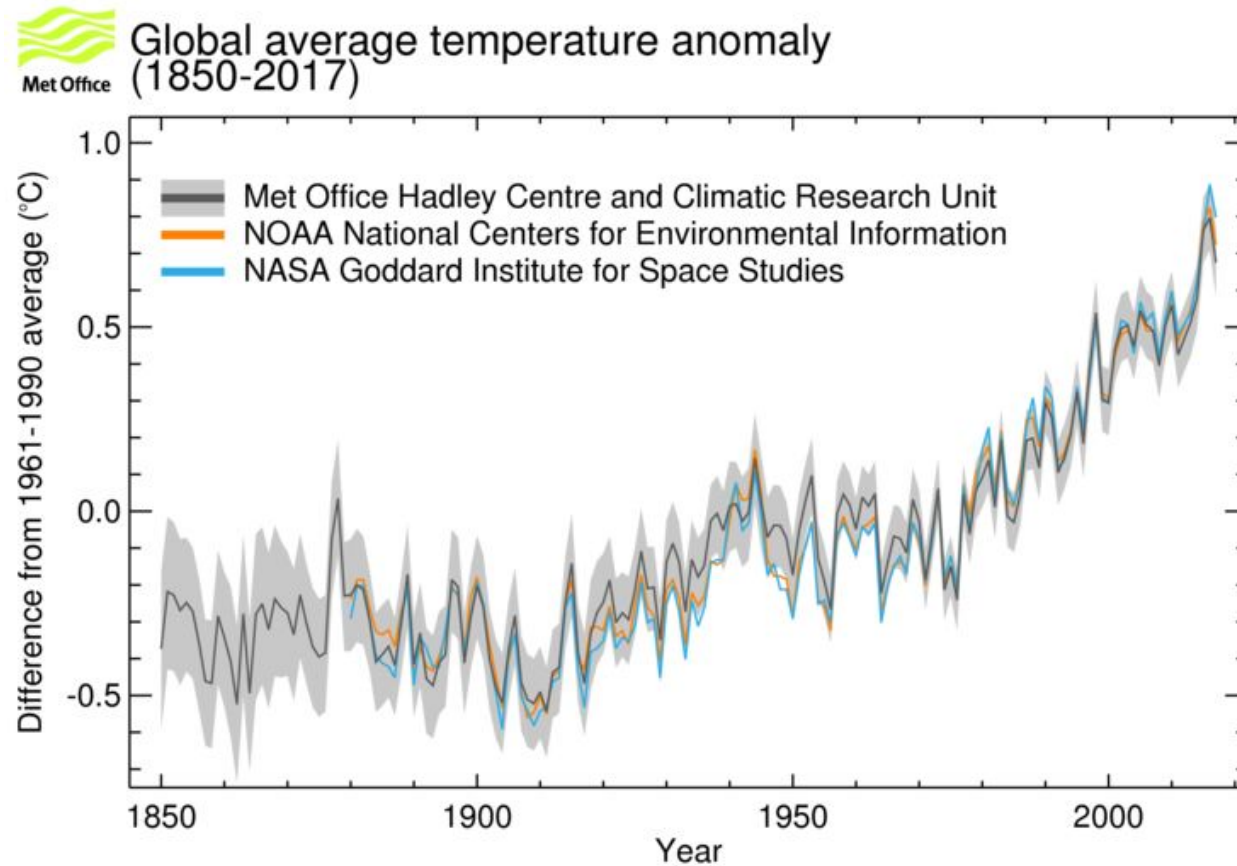 Met Office
Global average temperature anomaly
(1850-2017)
Difference from 1961-1990 average (°C)
1.0
0.5
0.0
-0.5
Met Office Hadley Centre and Climatic Research Unit
NOAA National Centers for Environmental Information
NASA Goddard Institute for Space Studies
1850
1900
1950
2000
Year